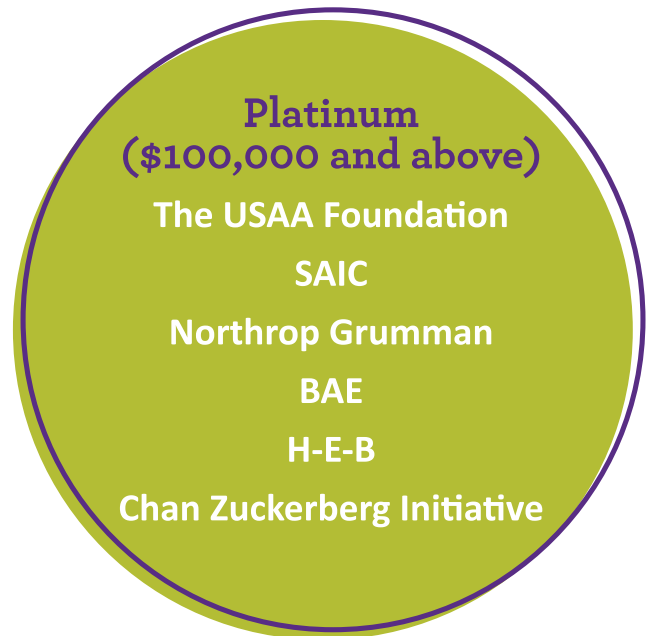 Platinum
($100,000 and above)
The USAA Foundation
SAIC
Northrop Grumman
BAE
H-E-B
Chan Zuckerberg Initiative